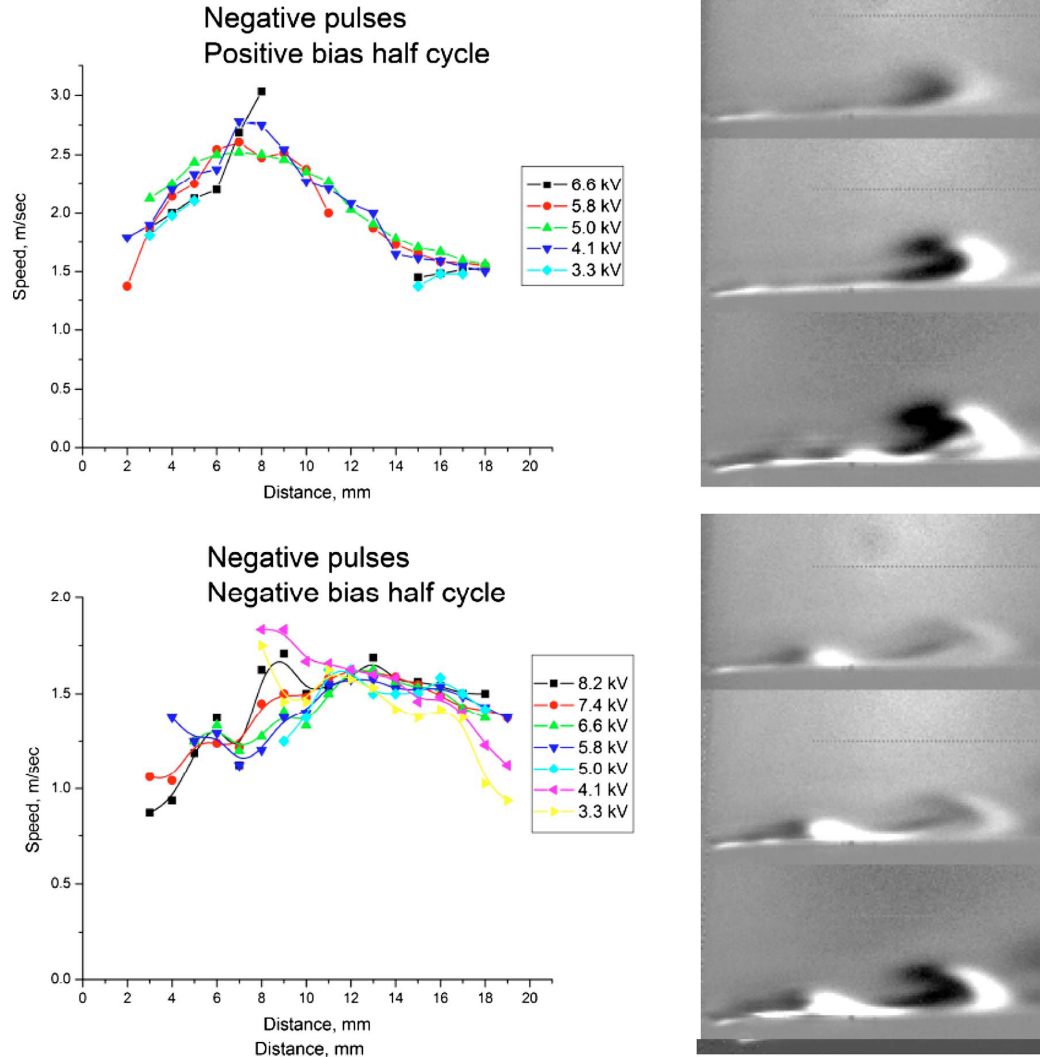 Negative pulses
Positive bias half cycle
3.0
2.5
2.0
1.5
1.0
0.5
0.0
Speed, m/sec
0 2 4 6 8 10 12 14 16 18 20
Distance, mm
6.6 kV
5.8 kV
5.0 kV
4.1 kV
3.3 kV
Negative pulses
Negative bias half cycle
2.0
1.5
1.0
0.5
0.0
Speed, m/sec
0 2 4 6 8 10 12 14 16 18 20
Distance, mm
Distance, mm
8.2 kV
7.4 kV
6.6 kV
5.8 kV
5.0 kV
4.1 kV
3.3 kV